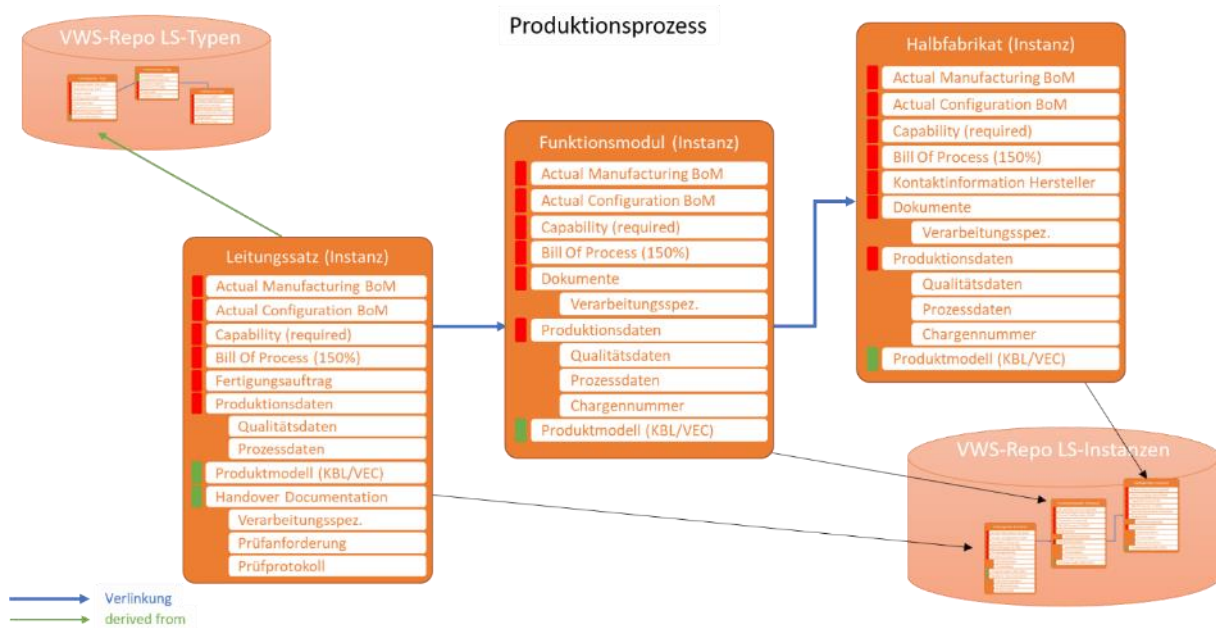 Produktionsprozess
VWS-Repo LS-Typen
Leitungssatz (Instanz)
Actual Manufacturing BoM
Actual Configuration BoM
Capability (required)
Bill Of Process (150%)
Fertigungsauftrag
Produktionsdaten
Qualitätsdaten
Prozessdaten
Produktmodell (KBL/VEC)
Handover Documentation
Verarbeitungsspez.
Prüfanforderung
Prüfprotokoll
Funktionsmodul (Instanz)
Actual Manufacturing BoM
Actual Configuration BoM
Capability (required)
Bill Of Process (150%)
Dokumente
Verarbeitungsspez.
Produktionsdaten
Qualitätsdaten
Prozessdaten
Chargennummer
Produktmodell (KBL/VEC)
Halbfabrikat (Instanz)
Actual Manufacturing BoM
Actual Configuration BoM
Capability (required)
Bill Of Process (150%)
Kontaktinformation Hersteller
Dokumente
Verarbeitungsspez.
Produktionsdaten
Qualitätsdaten
Prozessdaten
Chargennummer
Produktmodell (KBL/VEC)
VWS-Repo LS-Instanzen
Verlinkung
derived from